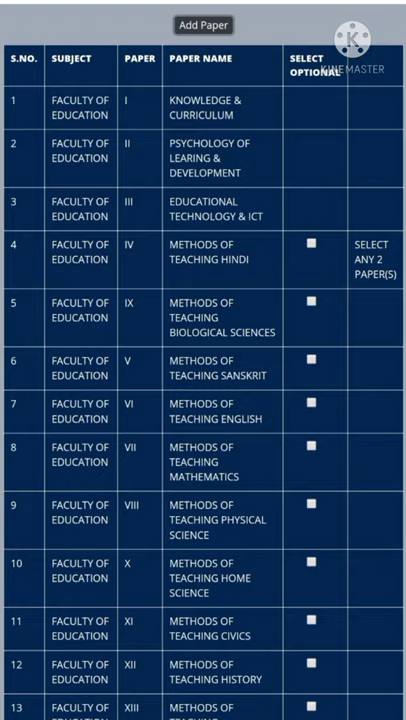 Add Paper
KINEMASTER
S.NO. SUBJECT PAPER PAPER NAME SELECT OPTIONAL
1 FACULTY OF EDUCATION I KNOWLEDGE & CURRICULUM
2 FACULTY OF EDUCATION II PSYCHOLOGY OF LEARING & DEVELOPMENT
3 FACULTY OF EDUCATION III EDUCATIONAL TECHNOLOGY & ICT
4 FACULTY OF EDUCATION IV METHODS OF TEACHING HINDI SELECT ANY 2 PAPER(S)
5 FACULTY OF EDUCATION IX METHODS OF TEACHING BIOLOGICAL SCIENCES
6 FACULTY OF EDUCATION V METHODS OF TEACHING SANSKRIT
7 FACULTY OF EDUCATION VI METHODS OF TEACHING ENGLISH
8 FACULTY OF EDUCATION VII METHODS OF TEACHING MATHEMATICS
9 FACULTY OF EDUCATION VIII METHODS OF TEACHING PHYSICAL SCIENCE
10 FACULTY OF EDUCATION X METHODS OF TEACHING HOME SCIENCE
11 FACULTY OF EDUCATION XI METHODS OF TEACHING CIVICS
12 FACULTY OF EDUCATION XII METHODS OF TEACHING HISTORY
13 FACULTY OF XIII METHODS OF